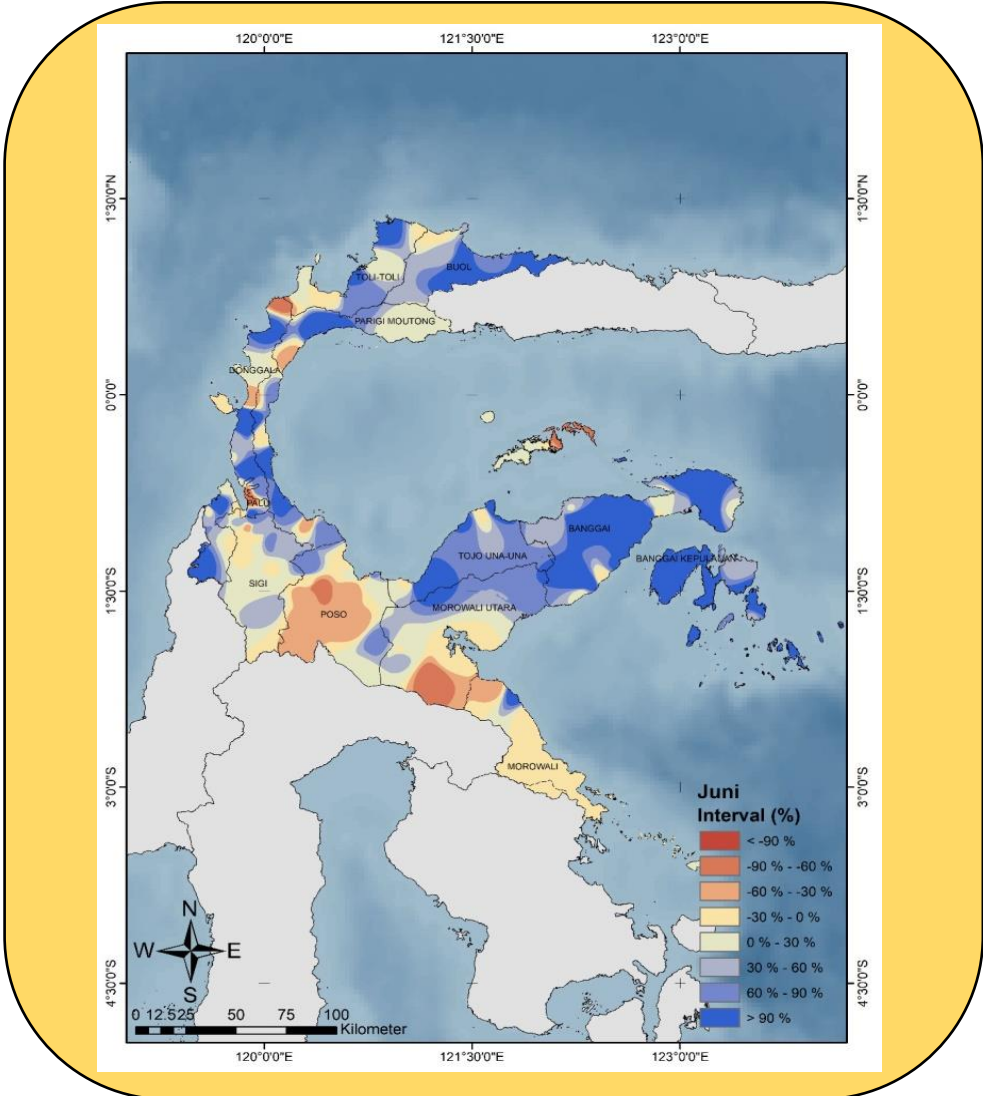 120°0'0"E 121°30'0"E 123°0'0"E
1°30'0"N 1°30'0"N
BUOL
TOLI-TOLI
PARIGI MOUTONG
DONGGALA
0°0'0" 0°0'0"
PALU
BANGGAI
TOJO UNA-UNA
BANGGAI KEPULAUAN
SIGI
1°30'0"S 1°30'0"S
MOROWALI UTARA
POSO
MOROWALI
3°0'0"S 3°0'0"S
Juni
Interval (%)
< -90 %
-90 % - -60 %
-60 % - -30 %
-30 % - 0 %
0 % - 30 %
30 % - 60 %
60 % - 90 %
> 90 %
N
W E
S
4°30'0"S 4°30'0"S
0 12.525 50 75 100
Kilometer
120°0'0"E 121°30'0"E 123°0'0"E